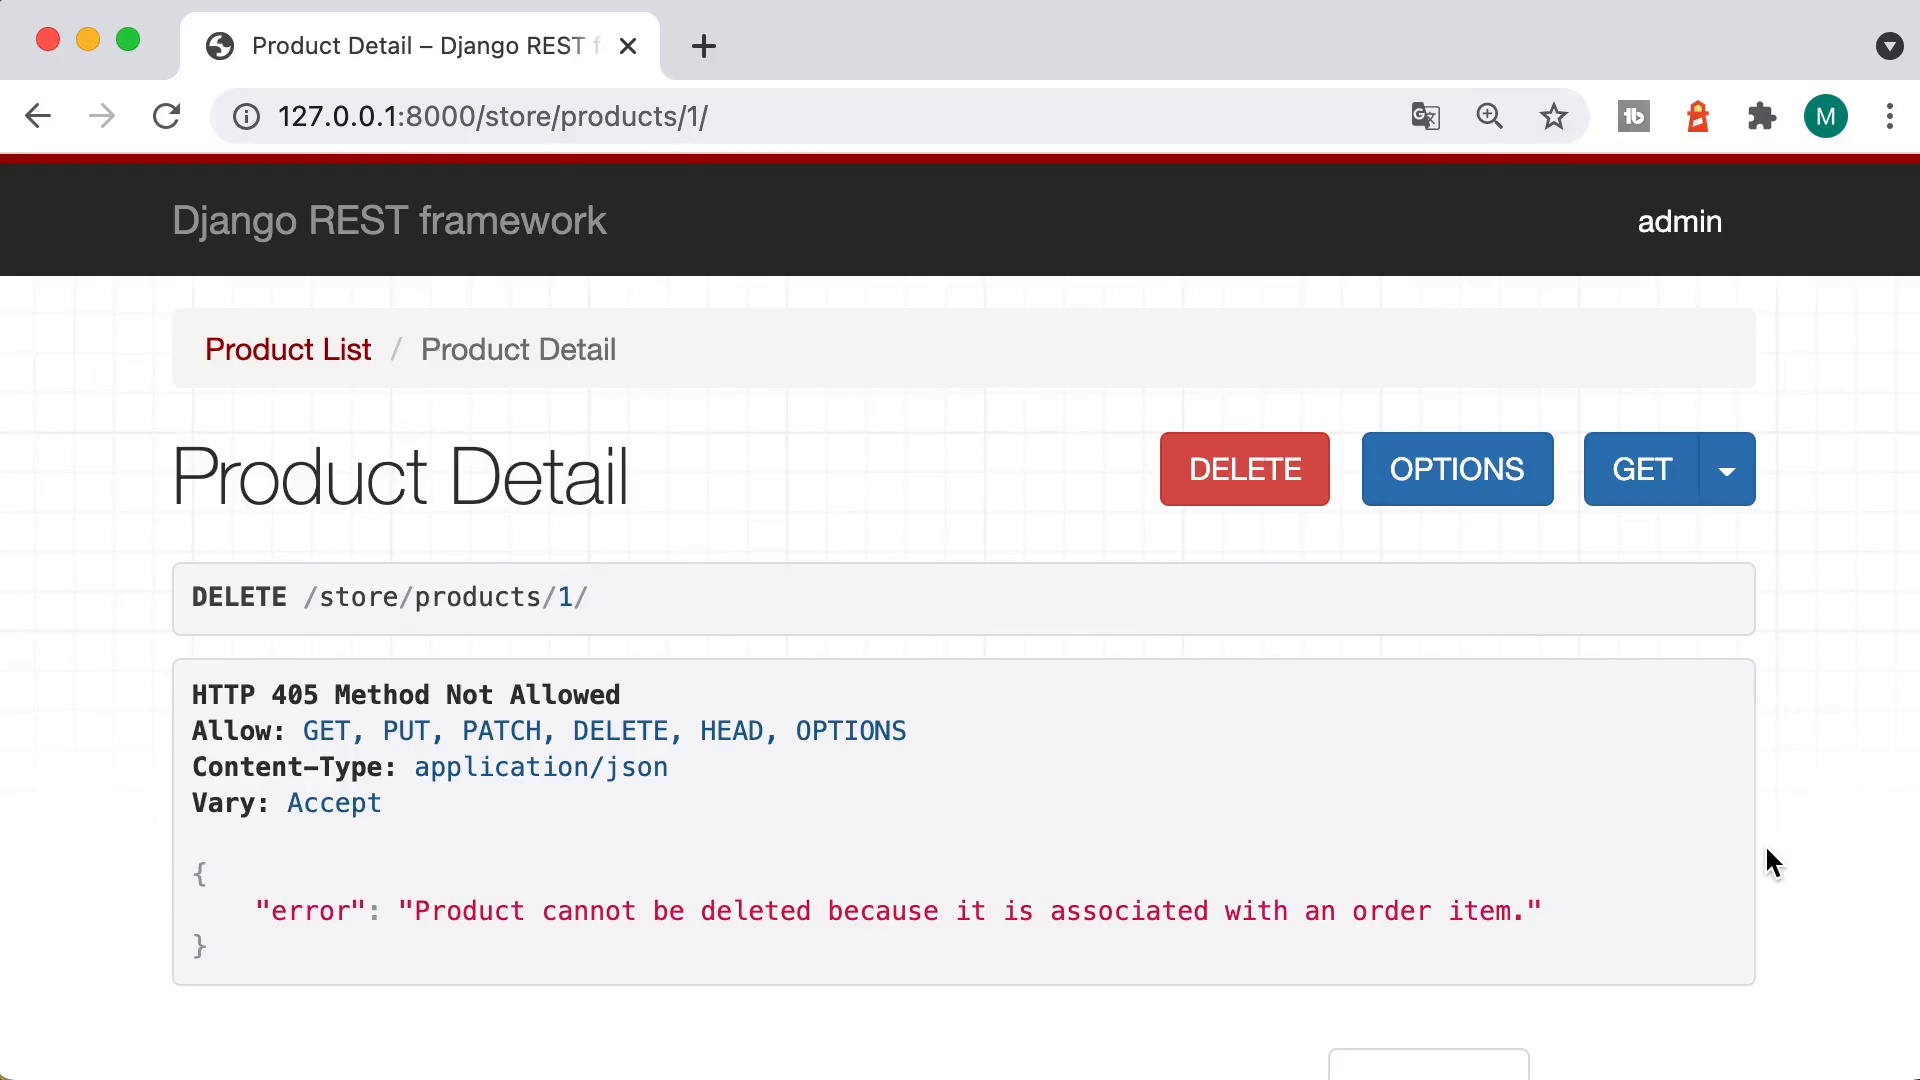 Product Detail – Django REST f
127.0.0.1:8000/store/products/1/
tb
M
Django REST framework
admin
Product List / Product Detail
Product Detail
DELETE
OPTIONS
GET
DELETE /store/products/1/
HTTP 405 Method Not Allowed
Allow: GET, PUT, PATCH, DELETE, HEAD, OPTIONS
Content-Type: application/json
Vary: Accept
{
"error": "Product cannot be deleted because it is associated with an order item."
}